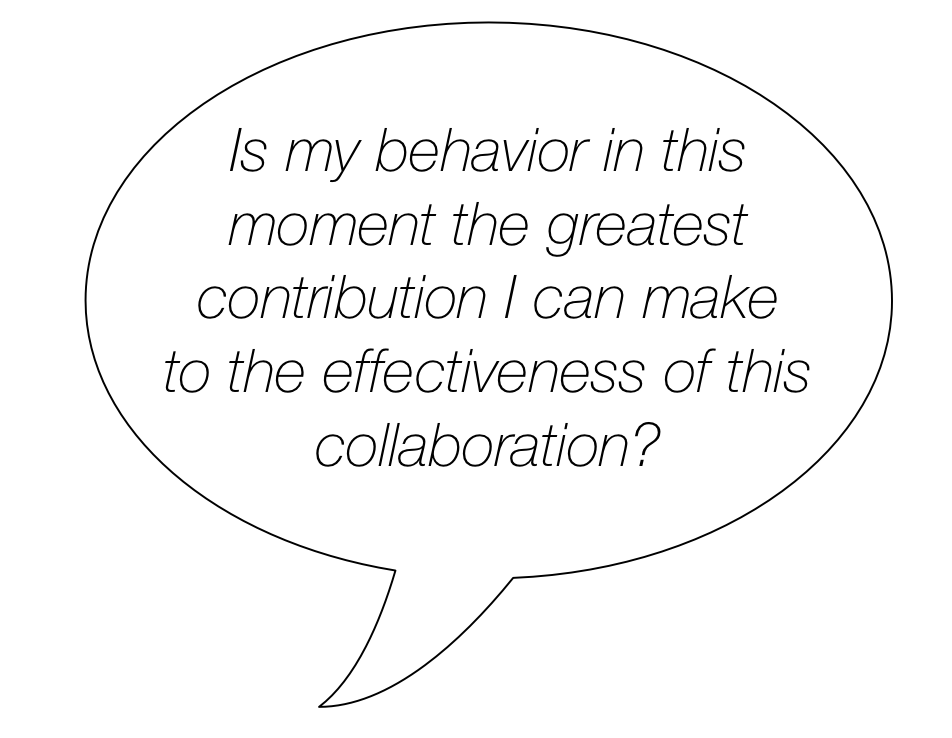 Is my behavior in this
moment the greatest
contribution I can make
to the effectiveness of this
collaboration?